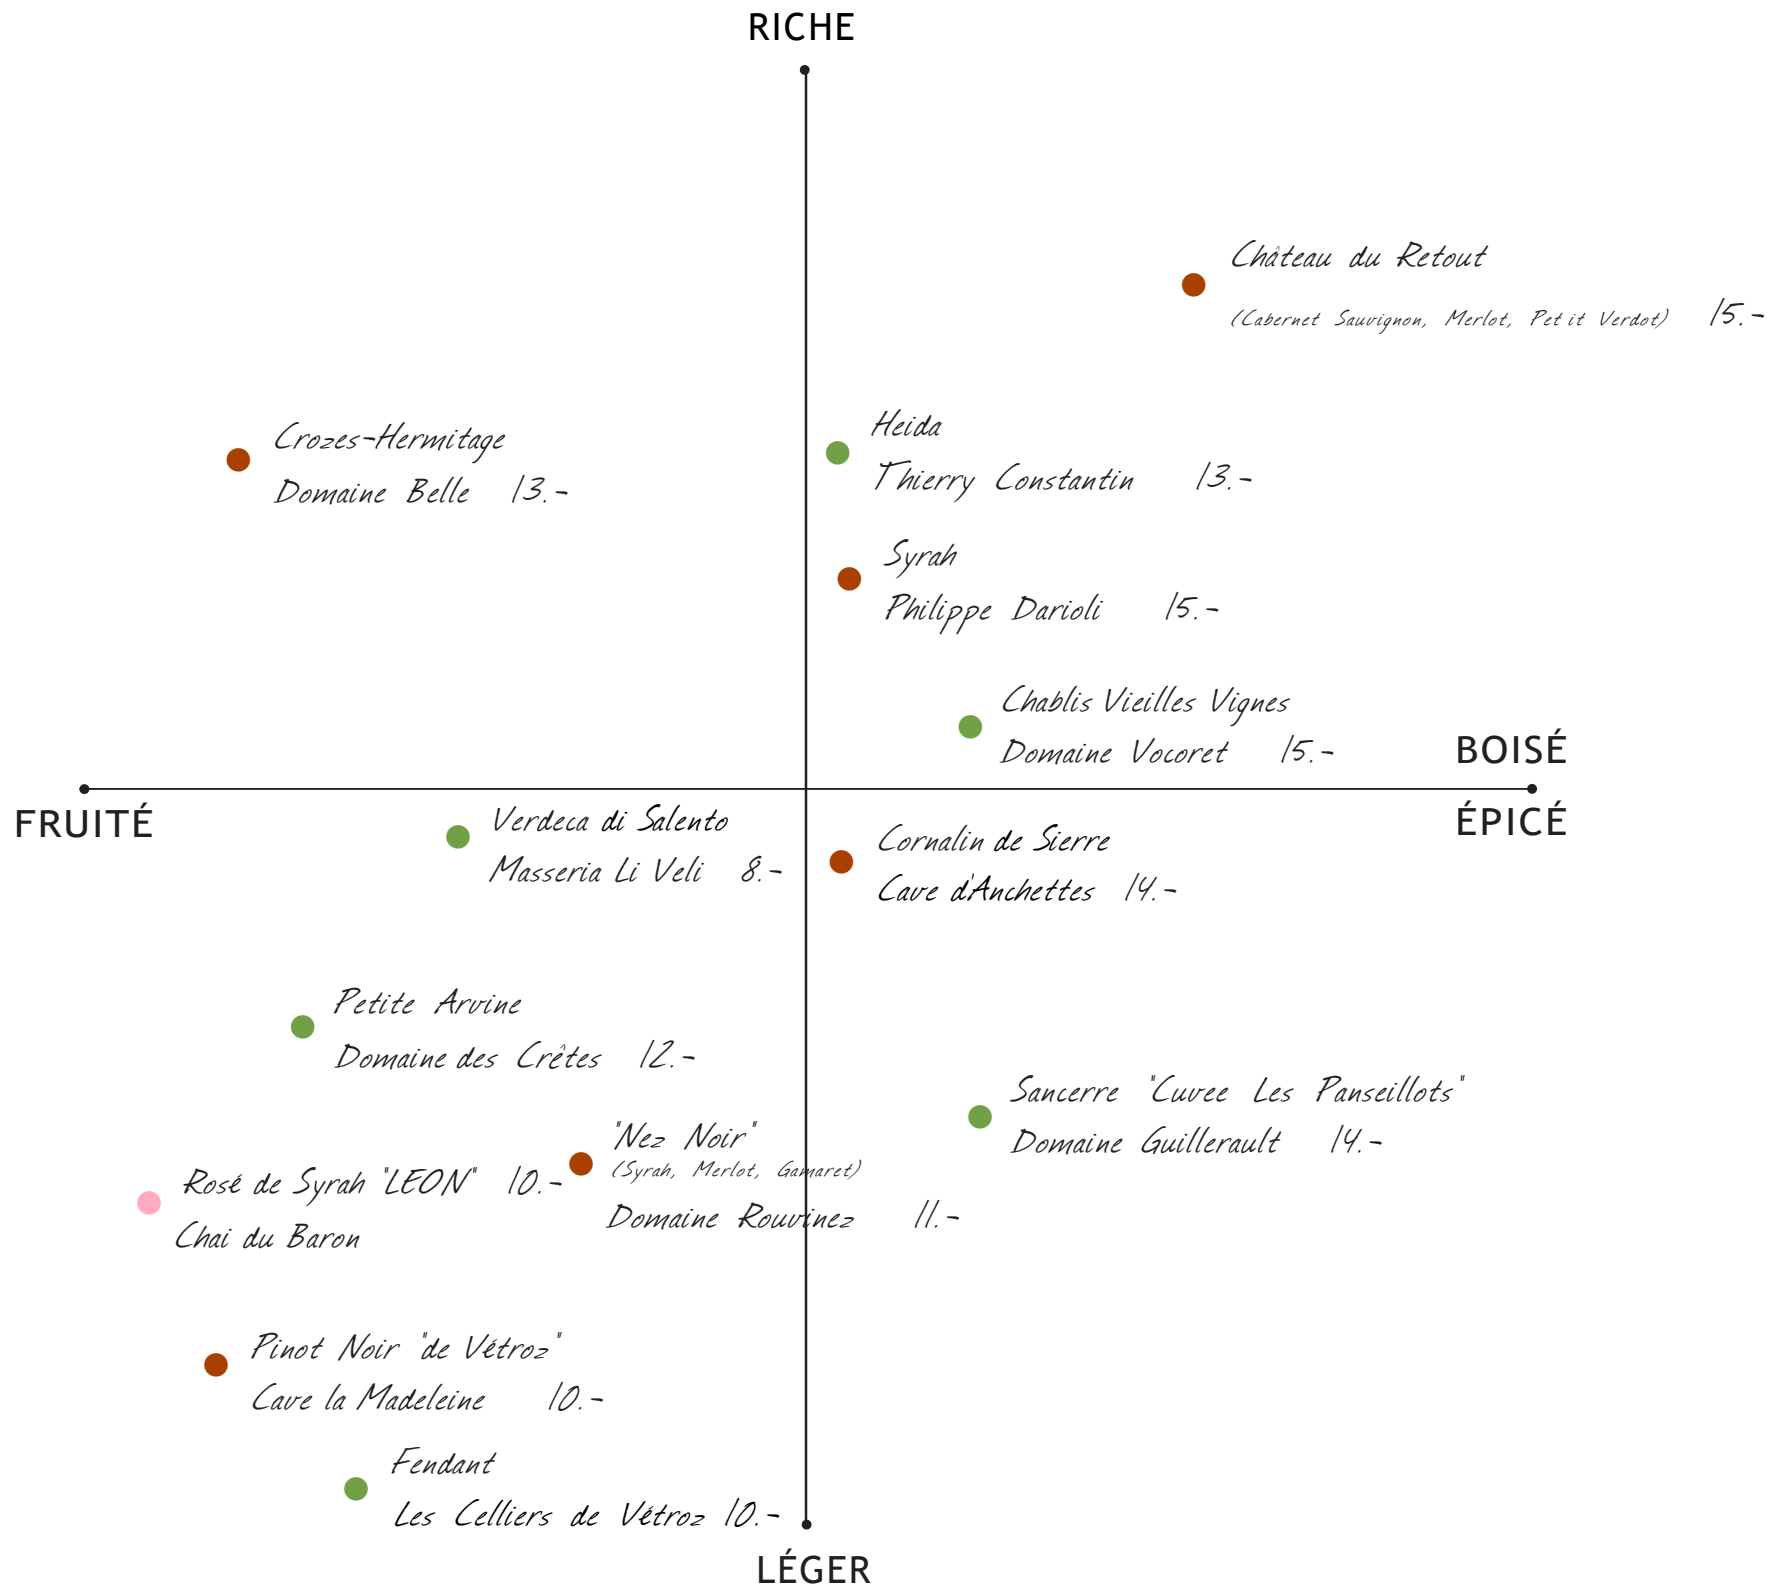 RICHE
Château du Retout
(Cabernet Sauvignon, Merlot, Petit Verdot) 15.-
Crozes-Hermitage
Domaine Belle 13.-
Heida
Thierry Constantin 13.-
Syrah
Philippe Darioli 15.-
Chablis Vieilles Vignes
Domaine Vocoret 15.-
BOISÉ
FRUITÉ
ÉPICÉ
Verdeca di Salento
Masseria Li Veli 8.-
Cornalin de Sierre
Cave d'Anchettes 14.-
Petite Arvine
Domaine des Crêtes 12.-
Sancerre "Cuvee Les Panseillots"
Domaine Guillerault 14.-
"Nez Noir"
(Syrah, Merlot, Gamaret)
Domaine Rouvinez 11.-
Rosé de Syrah "LEON" 10.-
Chai du Baron
Pinot Noir "de Vétroz"
Cave la Madeleine 10.-
Fendant
Les Celliers de Vétroz 10.-
LÉGER